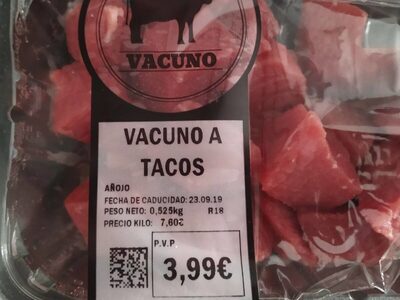 VACUNO
VACUNO A
TACOS
AÑOJO
FECHA DE CADUCIDAD: 23.09.19
PESO NETO: 0,525kg R18
PRECIO KILO: 7,60€
P.V.P.
3,99€